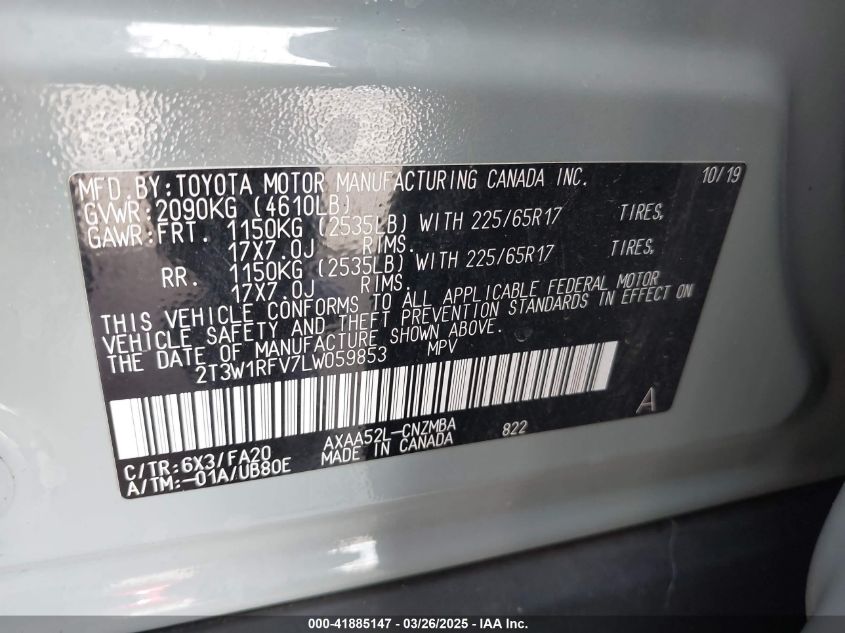 MFD. BY: TOYOTA MOTOR MANUFACTURING CANADA INC. 10/19
GVWR: 2090KG (4610LB)
GAWR: FRT. 1150KG (2535LB) WITH 225/65R17 TIRES,
17X7.0J RIMS.
RR. 1150KG (2535LB) WITH 225/65R17 TIRES,
17X7.0J RIMS.
THIS VEHICLE CONFORMS TO ALL APPLICABLE FEDERAL MOTOR
VEHICLE SAFETY AND THEFT PREVENTION STANDARDS IN EFFECT ON
THE DATE OF MANUFACTURE SHOWN ABOVE.
2T3W1RFV7LW059853 MPV
A
AXAA52L-CNZMBA 822
C/TR: 6X3/FA20 MADE IN CANADA
A/TM: -01A/UB80E
000-41885147 - 03/26/2025 - IAA Inc.